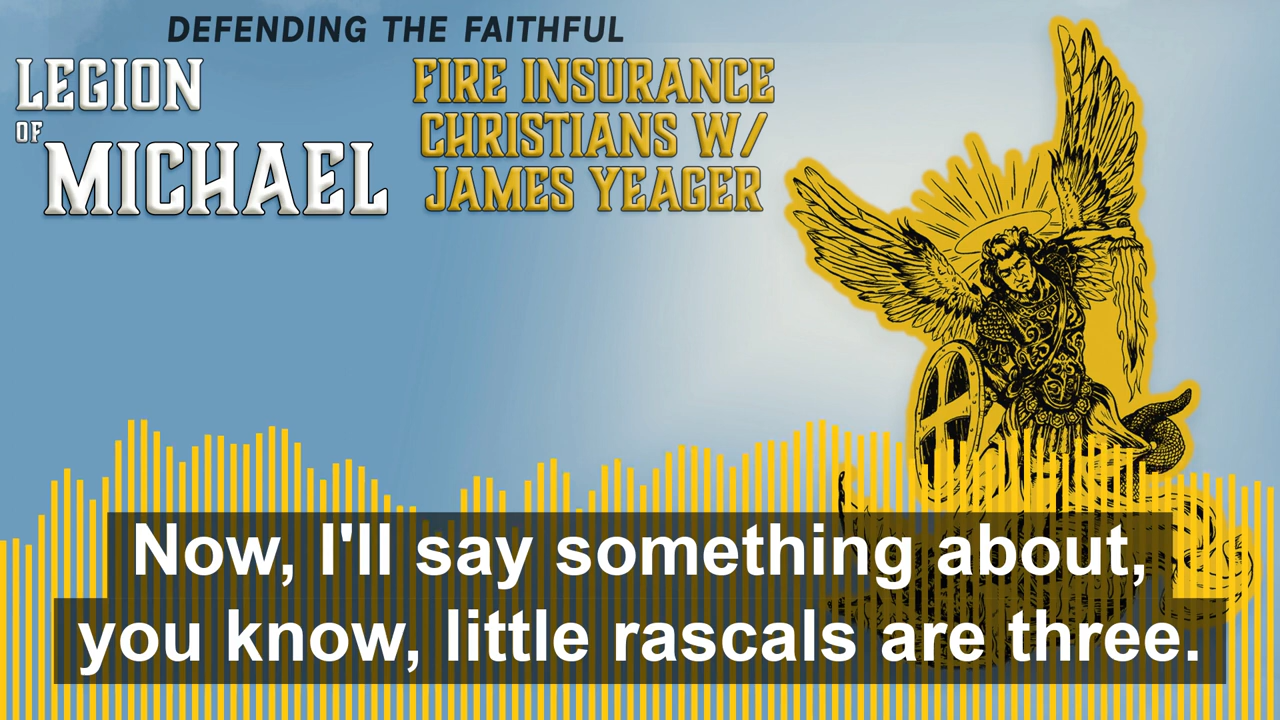 DEFENDING THE FAITHFUL
LEGION
OF
MICHAEL
FIRE INSURANCE
CHRISTIANS W/
JAMES YEAGER
Now, I'll say something about,
you know, little rascals are three.